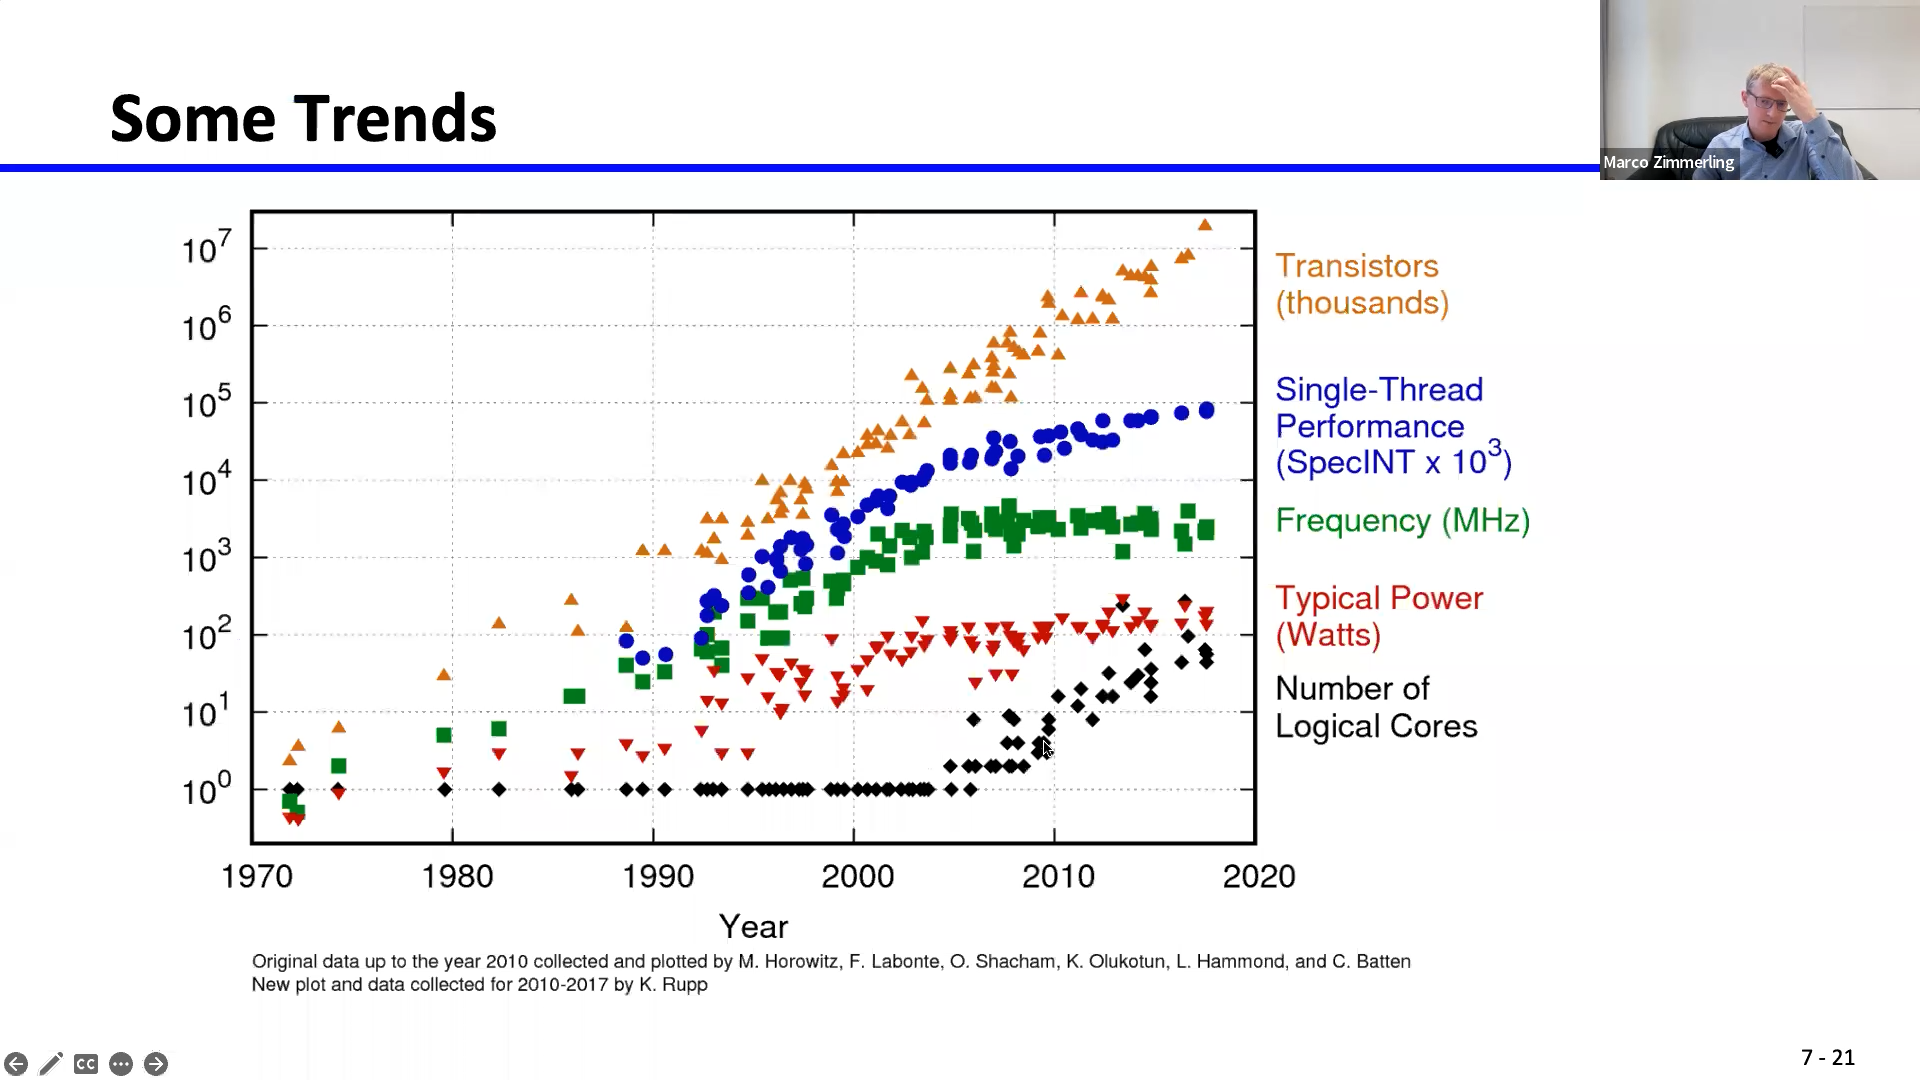 Some Trends
Marco Zimmerling
10^7
10^6
10^5
10^4
10^3
10^2
10^1
10^0
1970 1980 1990 2000 2010 2020
Year
Transistors
(thousands)
Single-Thread
Performance
(SpecINT x 10^3)
Frequency (MHz)
Typical Power
(Watts)
Number of
Logical Cores
Original data up to the year 2010 collected and plotted by M. Horowitz, F. Labonte, O. Shacham, K. Olukotun, L. Hammond, and C. Batten
New plot and data collected for 2010-2017 by K. Rupp
CC
7 - 21